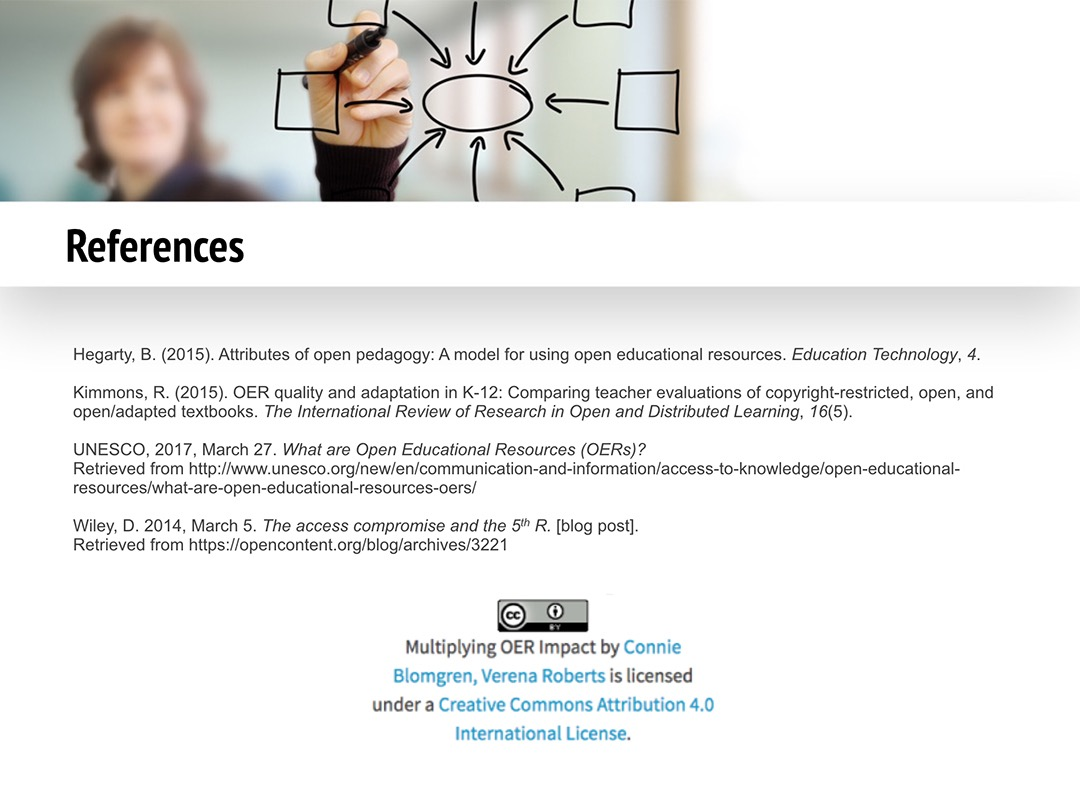 References
Hegarty, B. (2015). Attributes of open pedagogy: A model for using open educational resources. Education Technology, 4.
Kimmons, R. (2015). OER quality and adaptation in K-12: Comparing teacher evaluations of copyright-restricted, open, and
open/adapted textbooks. The International Review of Research in Open and Distributed Learning, 16(5).
UNESCO, 2017, March 27. What are Open Educational Resources (OERs)?
Retrieved from http://www.unesco.org/new/en/communication-and-information/access-to-knowledge/open-educational-
resources/what-are-open-educational-resources-oers/
Wiley, D. 2014, March 5. The access compromise and the 5th R. [blog post].
Retrieved from https://opencontent.org/blog/archives/3221
cc
BY
Multiplying OER Impact by Connie
Blomgren, Verena Roberts is licensed
under a Creative Commons Attribution 4.0
International License.